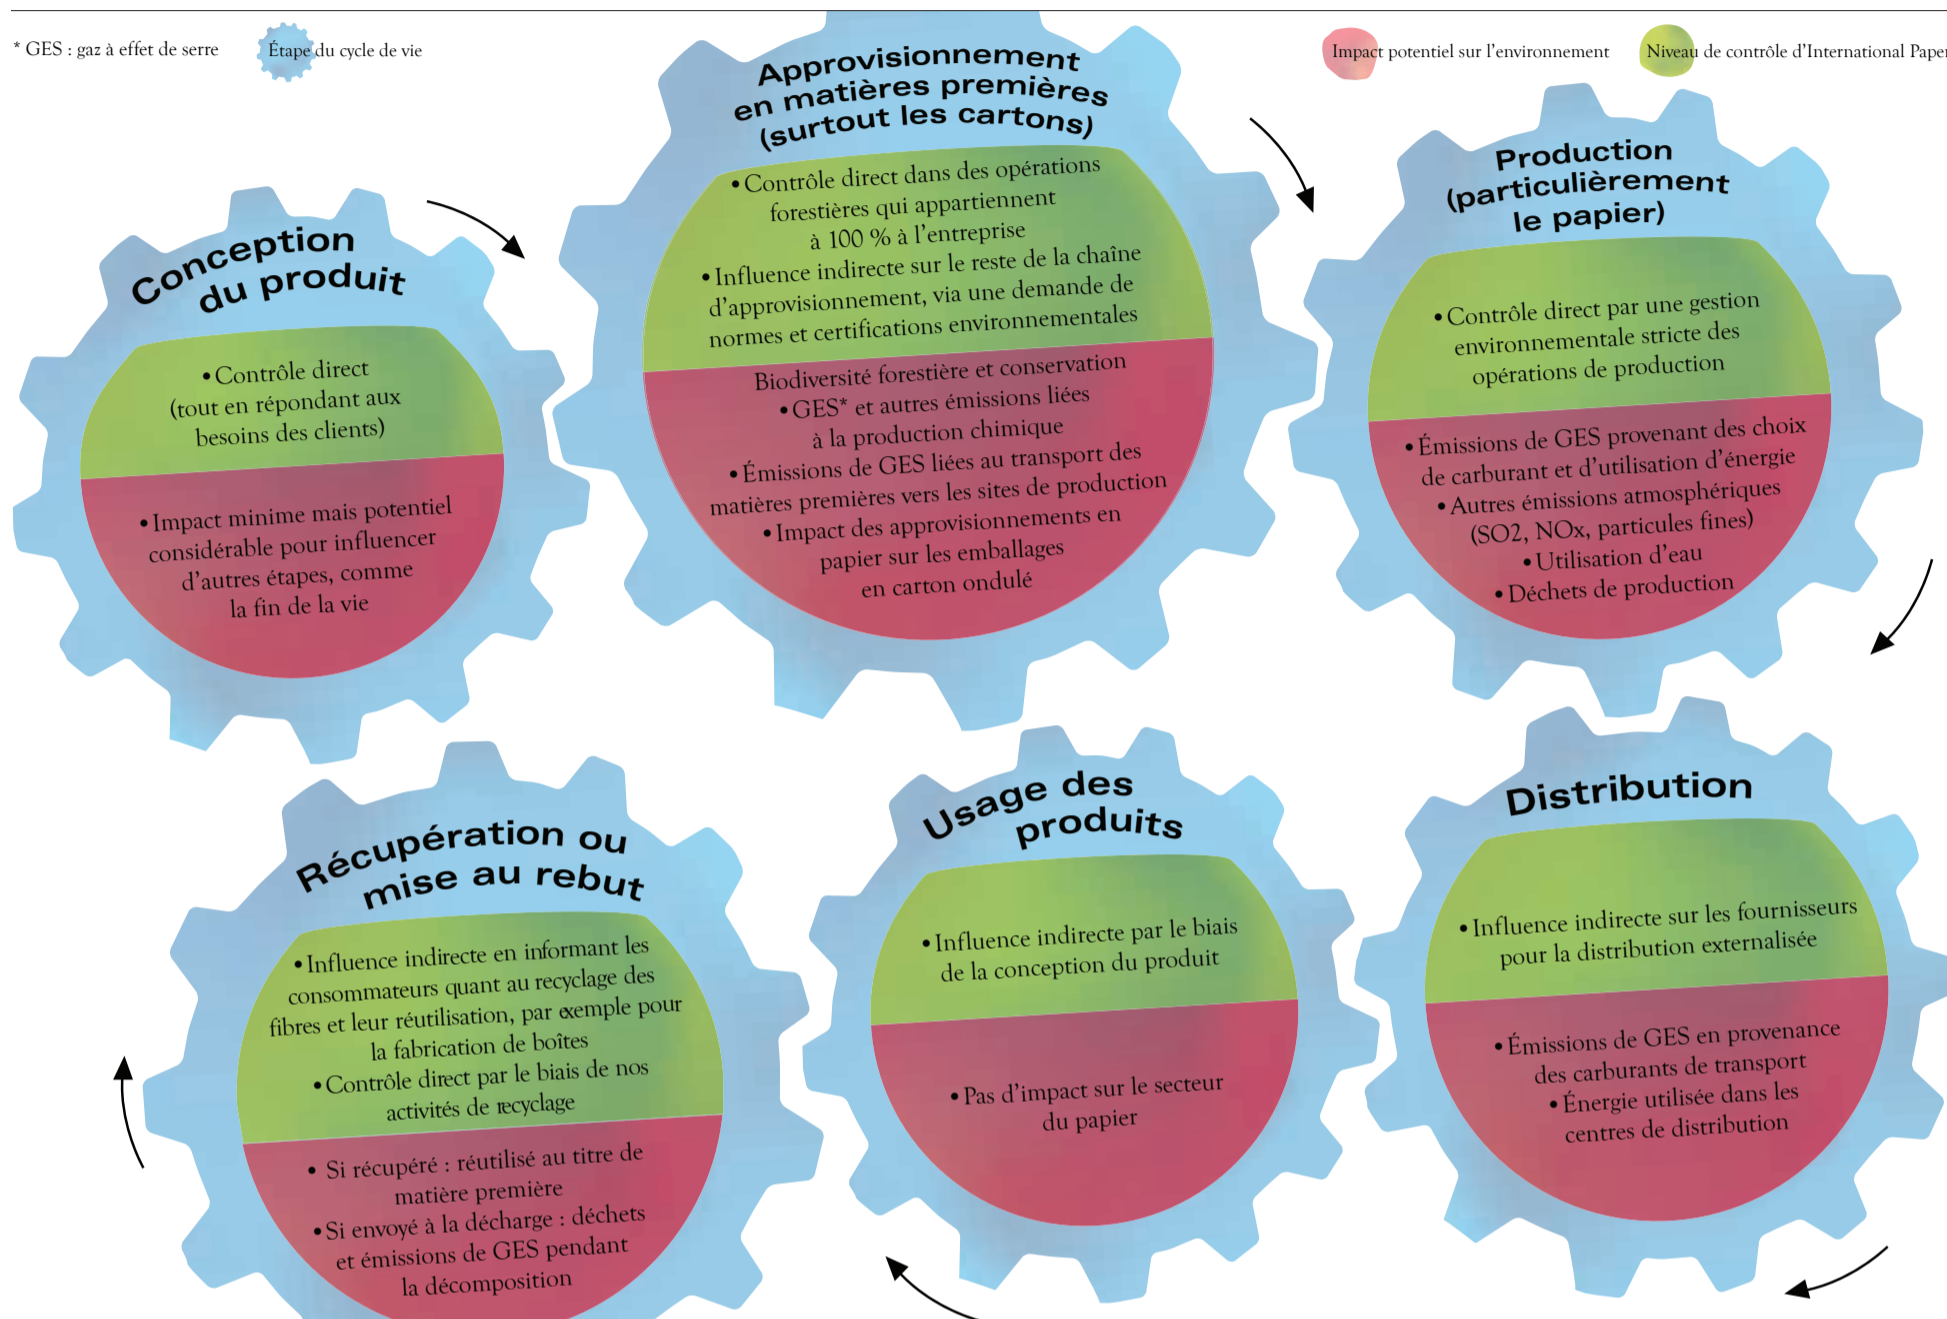 * GES : gaz à effet de serre
Étape du cycle de vie
Impact potentiel sur l'environnement
Niveau de contrôle d'International Paper
Conception
du produit
• Contrôle direct
(tout en répondant aux
besoins des clients)
• Impact minime mais potentiel
considérable pour influencer
d'autres étapes, comme
la fin de la vie
Approvisionnement
en matières premières
(surtout les cartons)
• Contrôle direct dans des opérations
forestières qui appartiennent
à 100 % à l'entreprise
• Influence indirecte sur le reste de la chaîne
d'approvisionnement, via une demande de
normes et certifications environnementales
Biodiversité forestière et conservation
• GES* et autres émissions liées
à la production chimique
• Émissions de GES liées au transport des
matières premières vers les sites de production
• Impact des approvisionnements en
papier sur les emballages
en carton ondulé
Production
(particulièrement
le papier)
• Contrôle direct par une gestion
environnementale stricte des
opérations de production
• Émissions de GES provenant des choix
de carburant et d'utilisation d'énergie
• Autres émissions atmosphériques
(SO2, NOx, particules fines)
• Utilisation d'eau
• Déchets de production
Distribution
• Influence indirecte sur les fournisseurs
pour la distribution externalisée
• Émissions de GES en provenance
des carburants de transport
• Énergie utilisée dans les
centres de distribution
Usage des
produits
• Influence indirecte par le biais
de la conception du produit
• Pas d'impact sur le secteur
du papier
Récupération ou
mise au rebut
• Influence indirecte en informant les
consommateurs quant au recyclage des
fibres et leur réutilisation, par exemple pour
la fabrication de boîtes
• Contrôle direct par le biais de nos
activités de recyclage
• Si récupéré : réutilisé au titre de
matière première
• Si envoyé à la décharge : déchets
et émissions de GES pendant
la décomposition